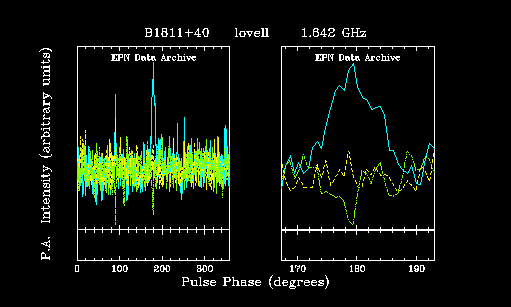 B1811+40 lovell 1.642 GHz
EPN Data Archive EPN Data Archive
P.A. Intensity (arbitrary units)
0 100 200 300 170 180 190
Pulse Phase (degrees)